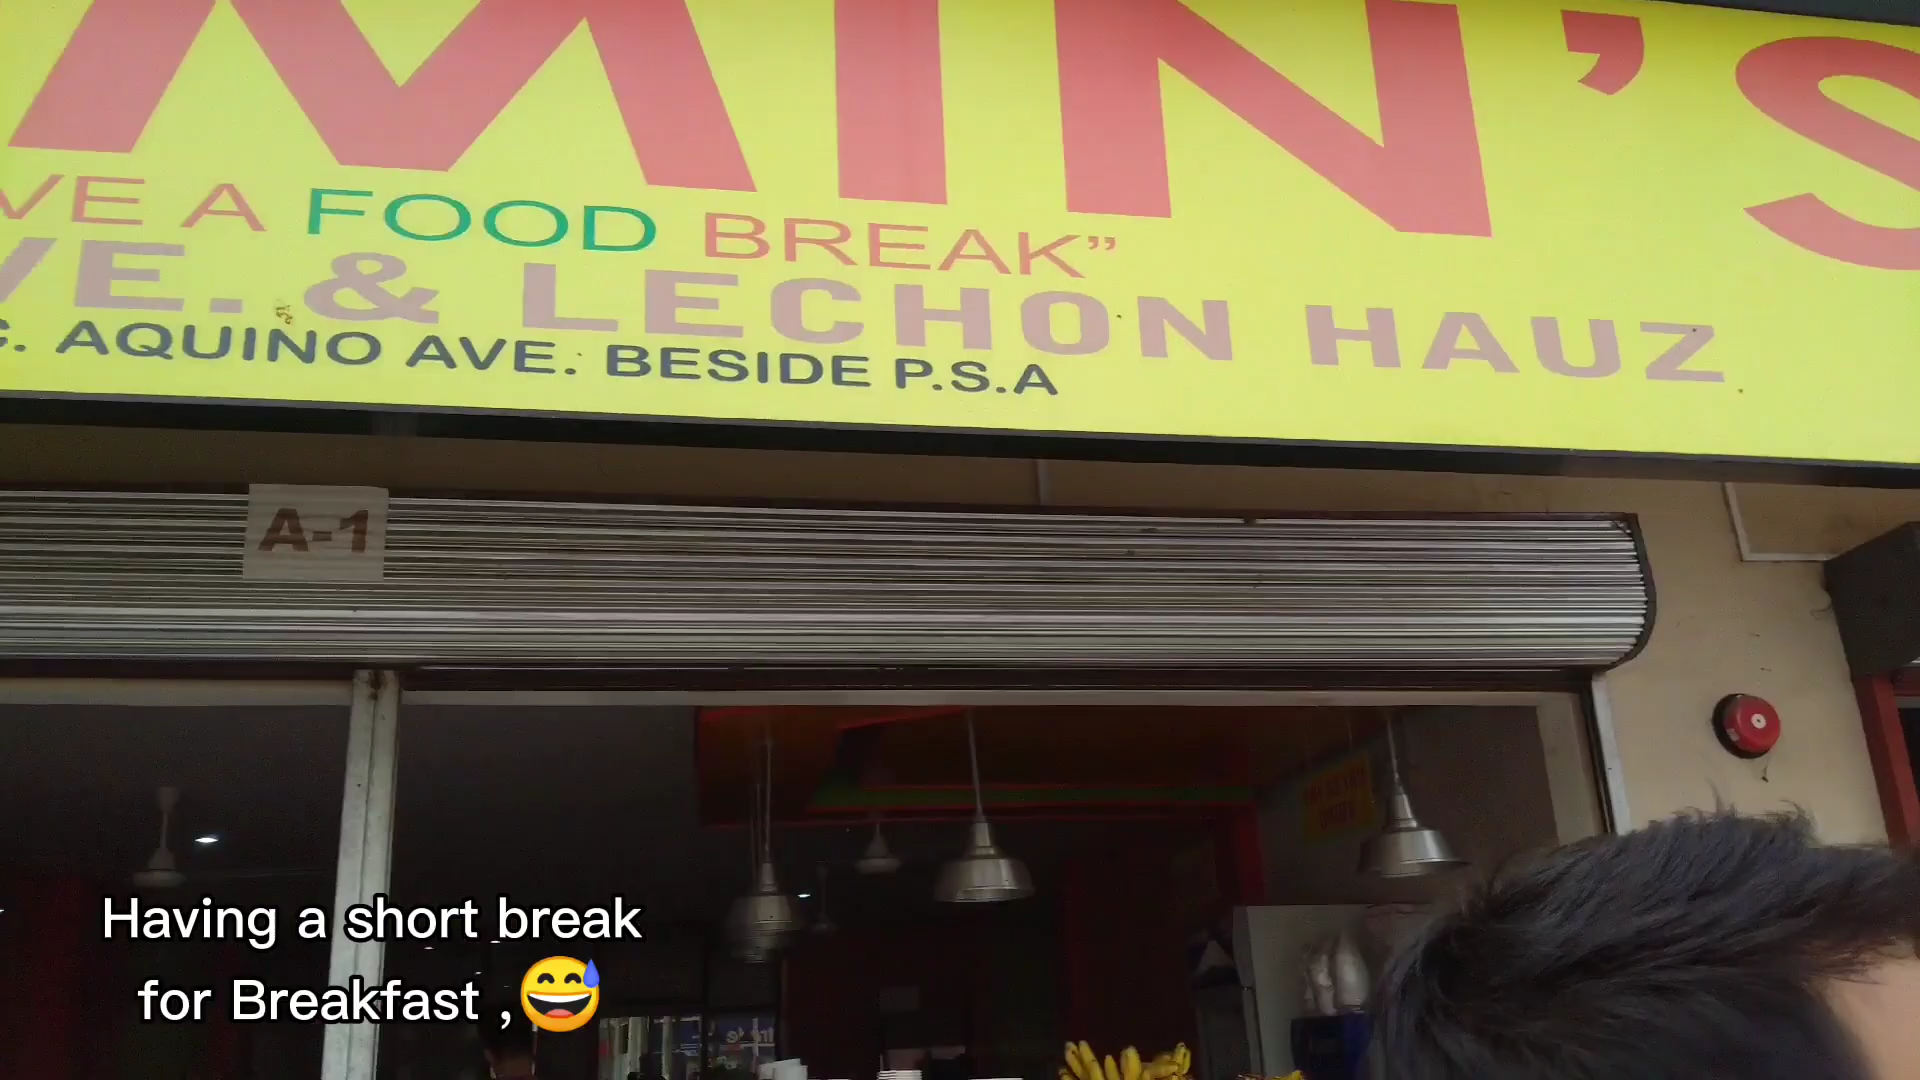 MIN'S
VE A FOOD BREAK”
VE. & LECHON HAUZ
C. AQUINO AVE. BESIDE P.S.A
A-1
Having a short break
for Breakfast ,😅